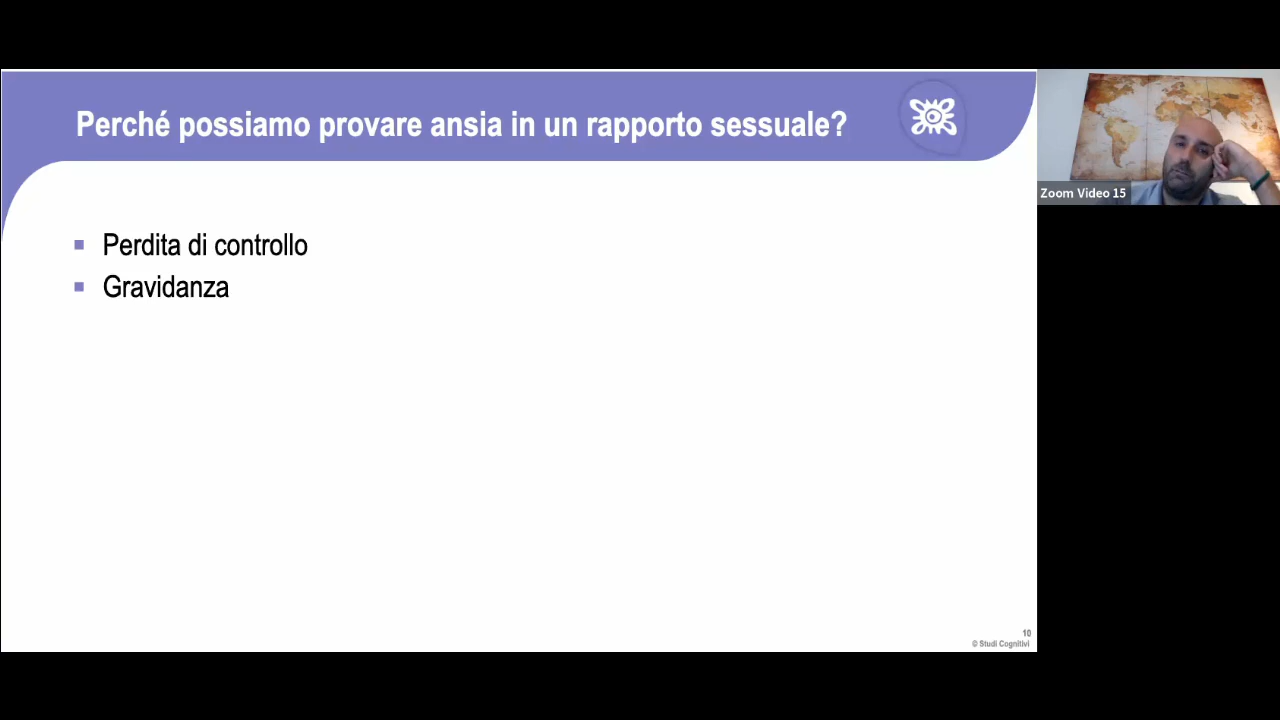 Perché possiamo provare ansia in un rapporto sessuale?
Zoom Video 15
Perdita di controllo
Gravidanza
10
© Studi Cognitivi